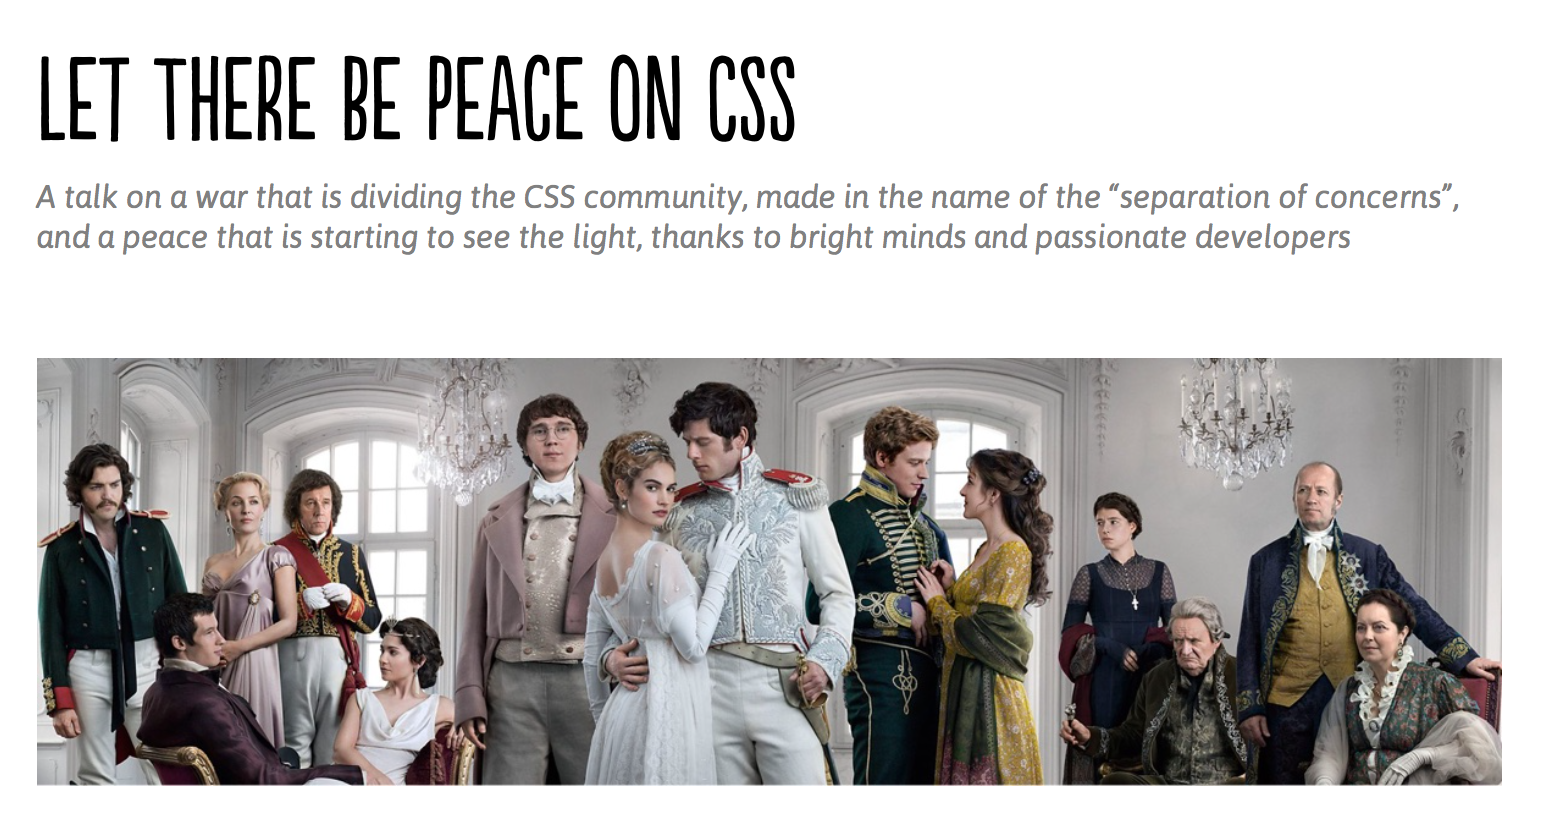 LET THERE BE PEACE ON CSS
A talk on a war that is dividing the CSS community, made in the name of the “separation of concerns”,
and a peace that is starting to see the light, thanks to bright minds and passionate developers